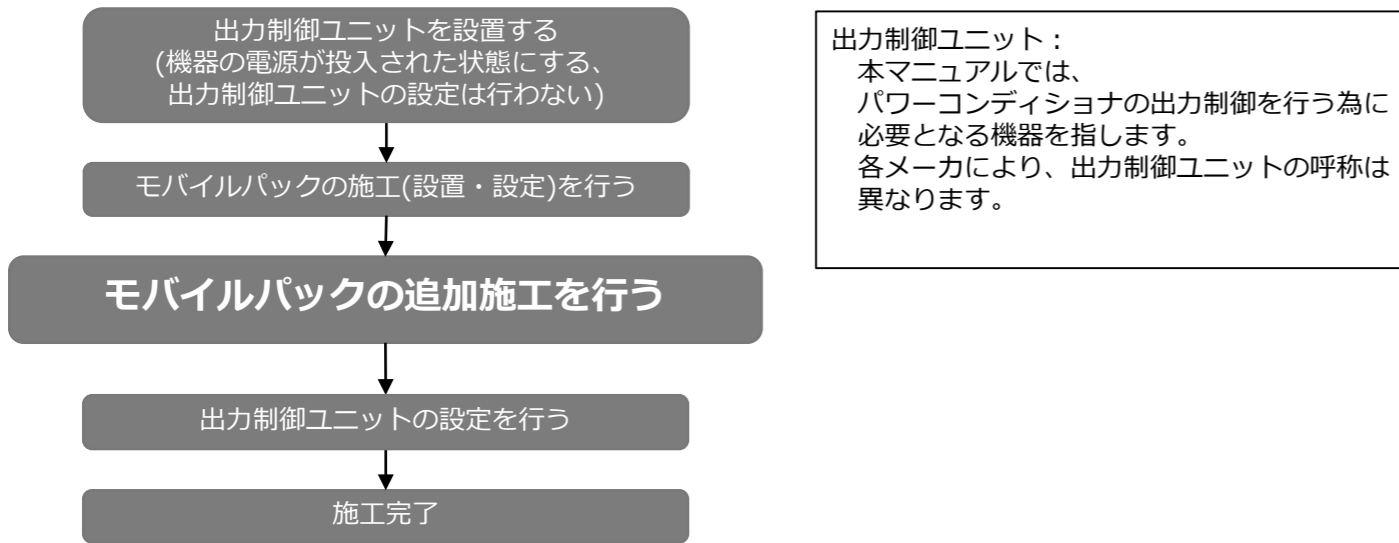 出力制御ユニットを設置する
(機器の電源が投入された状態にする、
出力制御ユニットの設定は行わない)
モバイルパックの施工(設置・設定)を行う
モバイルパックの追加施工を行う
出力制御ユニットの設定を行う
施工完了
出力制御ユニット：
本マニュアルでは、
パワーコンディショナの出力制御を行う為に
必要となる機器を指します。
各メーカにより、出力制御ユニットの呼称は
異なります。